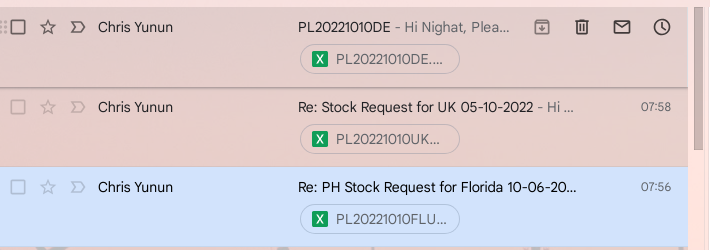 Chris Yunun PL20221010DE - Hi Nighat, Plea...
PL20221010DE....
Chris Yunun Re: Stock Request for UK 05-10-2022 - Hi ... 07:58
PL20221010UK...
Chris Yunun Re: PH Stock Request for Florida 10-06-20... 07:56
PL20221010FLU...